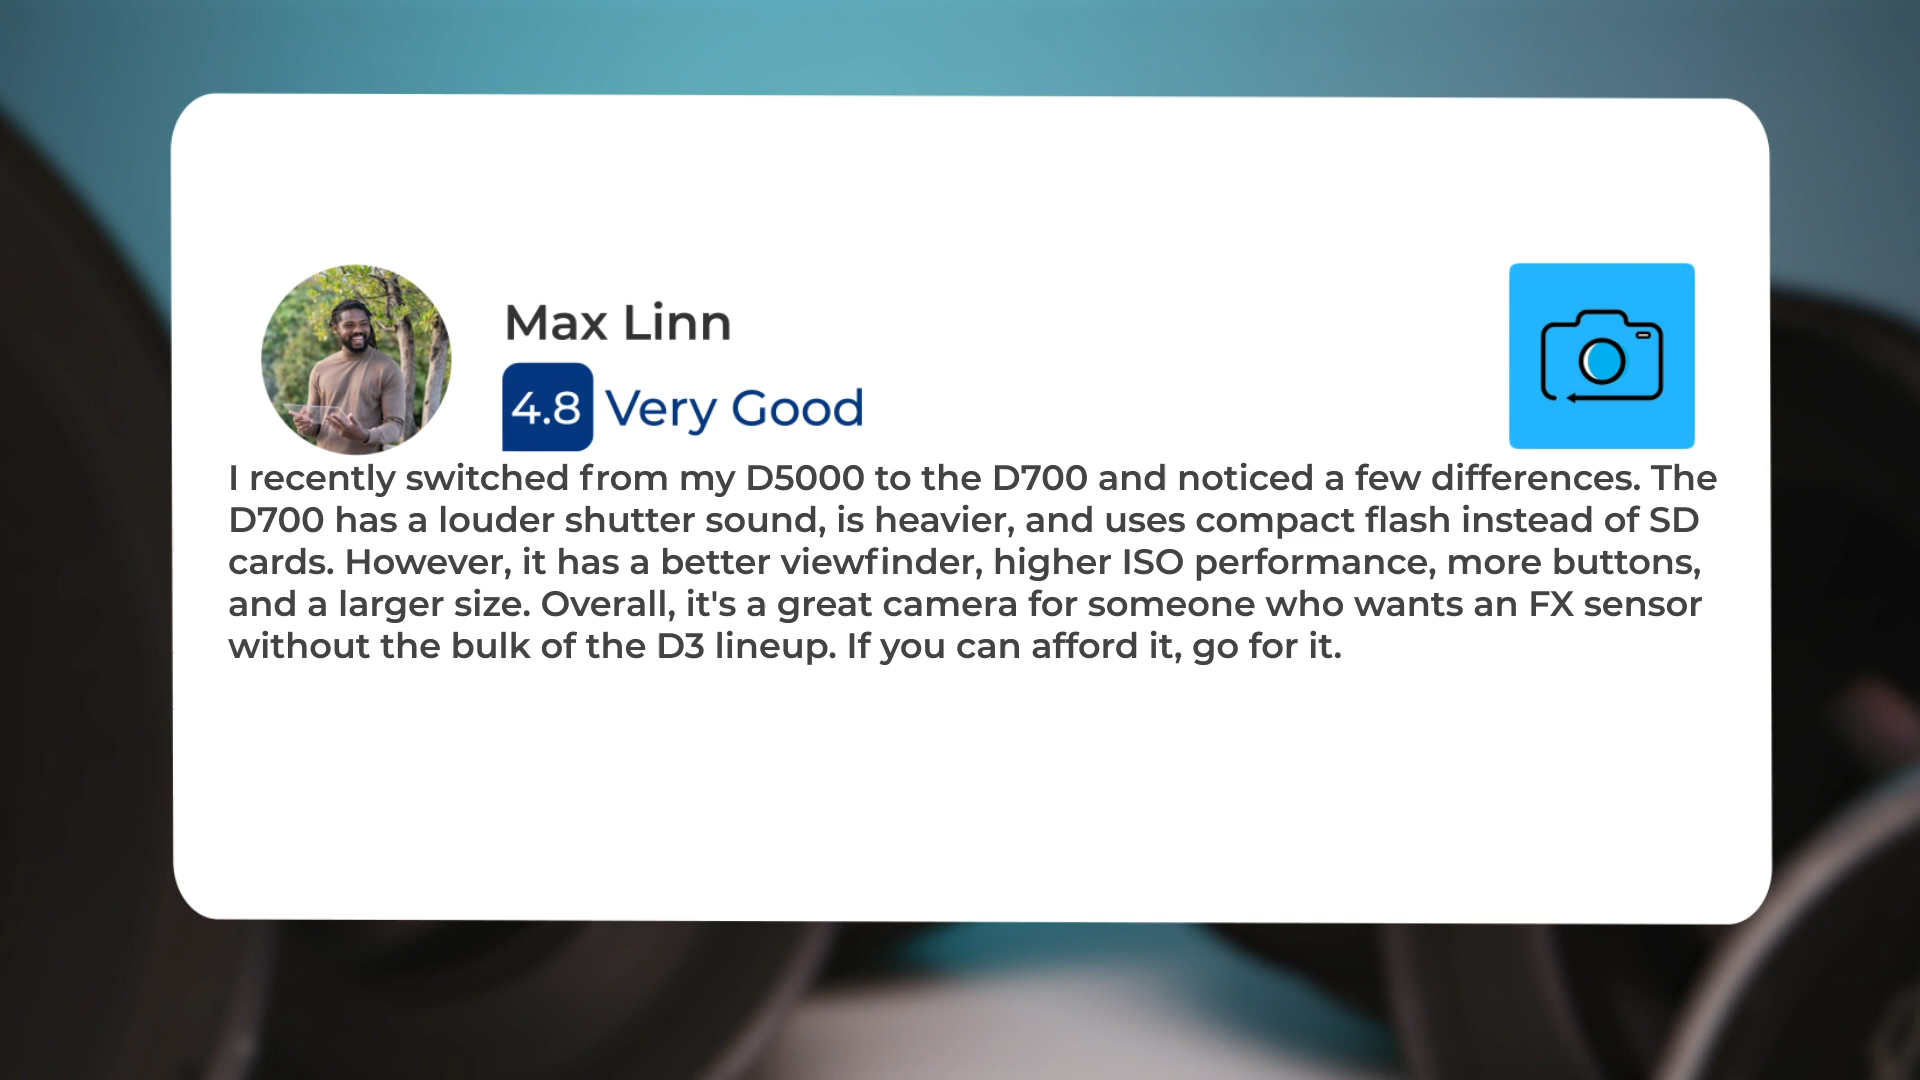 Max Linn
4.8 Very Good
I recently switched from my D5000 to the D700 and noticed a few differences. The
D700 has a louder shutter sound, is heavier, and uses compact flash instead of SD
cards. However, it has a better viewfinder, higher ISO performance, more buttons,
and a larger size. Overall, it's a great camera for someone who wants an FX sensor
without the bulk of the D3 lineup. If you can afford it, go for it.